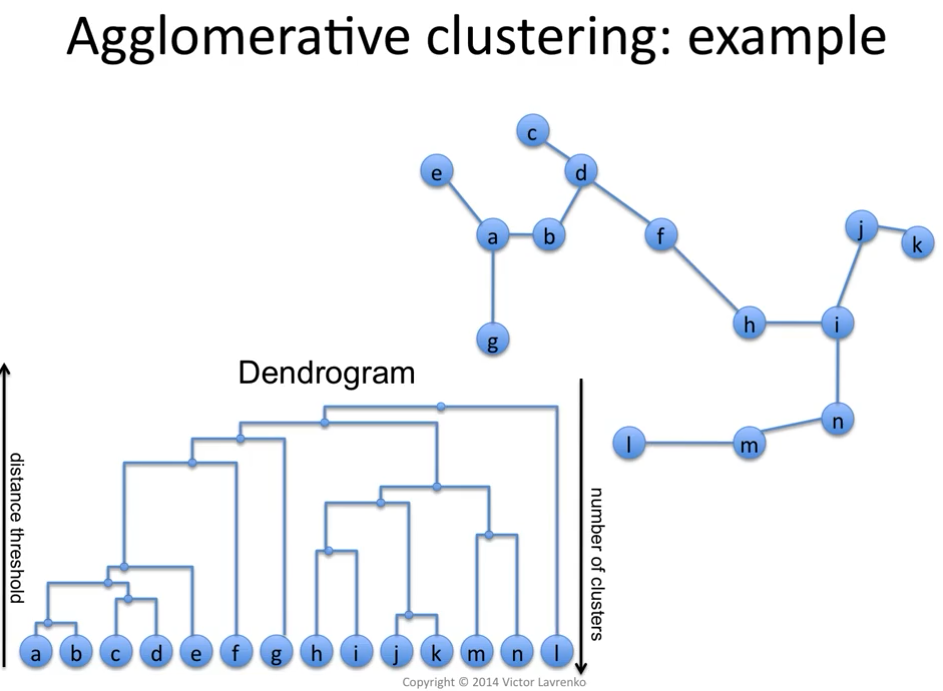 Agglomerative clustering: example
c
e
d
a
b
f
j
k
g
h
i
l
m
n
Dendrogram
distance threshold
number of clusters
a b c d e f g h i j k m n l
Copyright © 2014 Victor Lavrenko